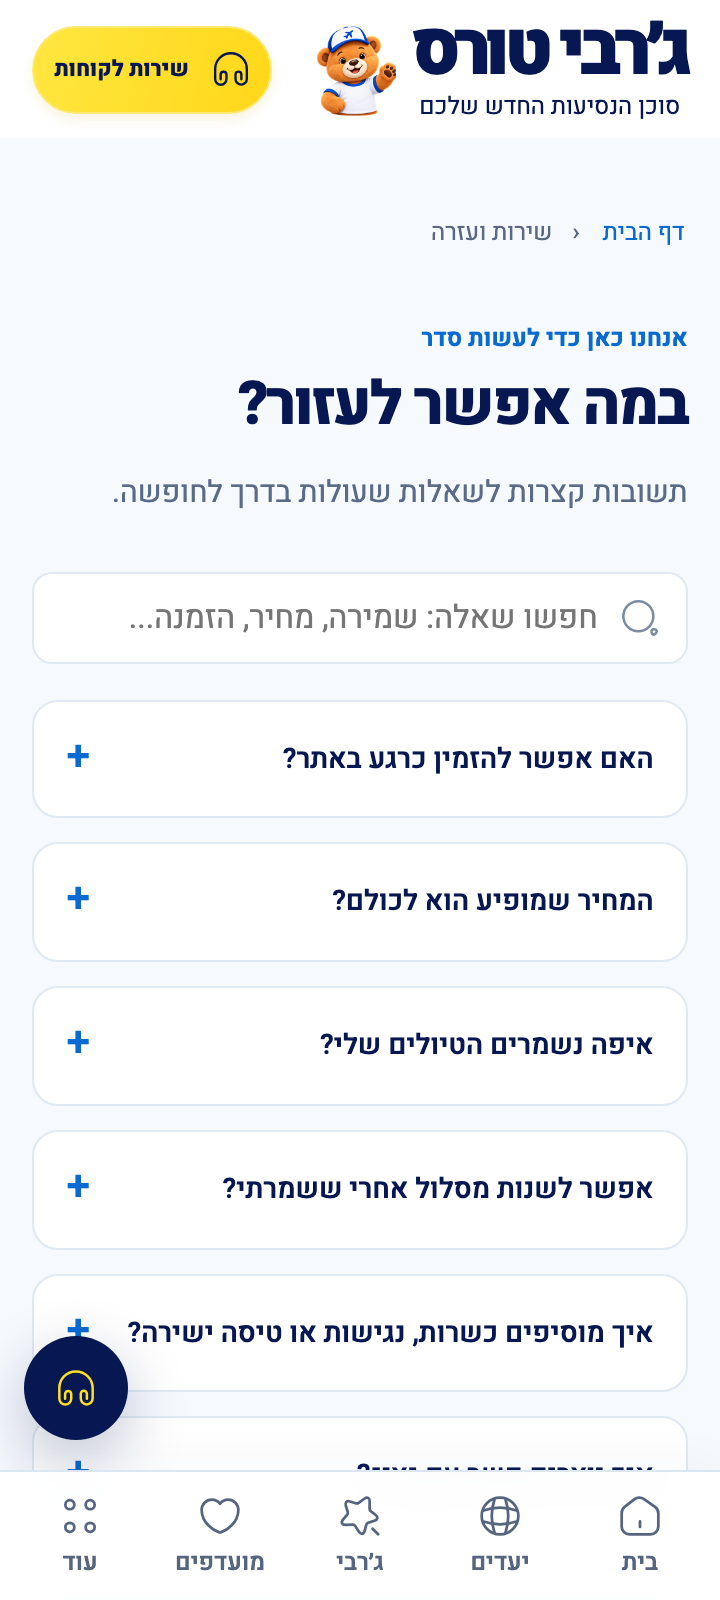 ג'רבי טורס
סוכן הנסיעות החדש שלכם
שירות לקוחות
דף הבית › שירות ועזרה
אנחנו כאן כדי לעשות סדר
במה אפשר לעזור?
תשובות קצרות לשאלות שעולות בדרך לחופשה.
חפשו שאלה: שמירה, מחיר, הזמנה...
האם אפשר להזמין כרגע באתר?
המחיר שמופיע הוא לכולם?
איפה נשמרים הטיולים שלי?
אפשר לשנות מסלול אחרי ששמרתי?
איך מוסיפים כשרות, נגישות או טיסה ישירה?
בית
יעדים
ג'רבי
מועדפים
עוד